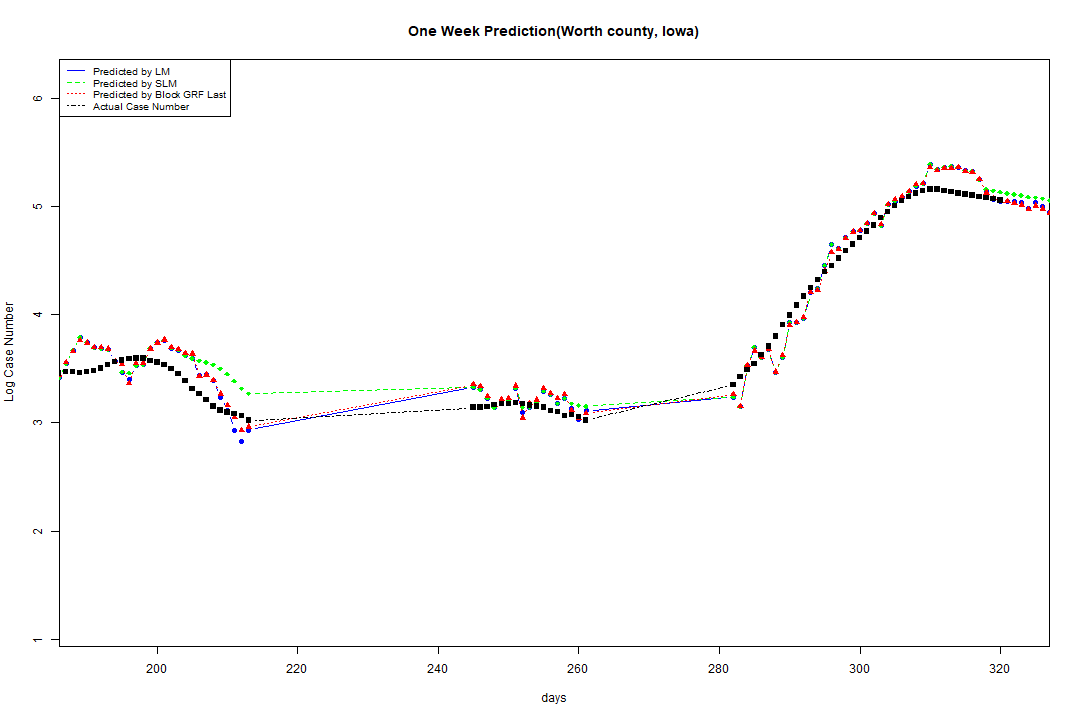 One Week Prediction(Worth county, Iowa)
Predicted by LM
Predicted by SLM
Predicted by Block GRF Last
Actual Case Number
6
5
4
3
2
1
Log Case Number
200
220
240
260
280
300
320
days